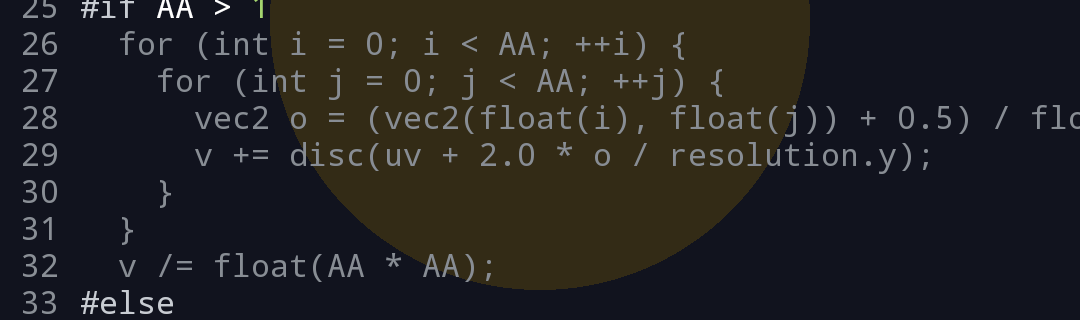 25 #if AA > 1
26   for (int i = 0; i < AA; ++i) {
27     for (int j = 0; j < AA; ++j) {
28       vec2 o = (vec2(float(i), float(j)) + 0.5) / flo
29       v += disc(uv + 2.0 * o / resolution.y);
30     }
31   }
32   v /= float(AA * AA);
33 #else